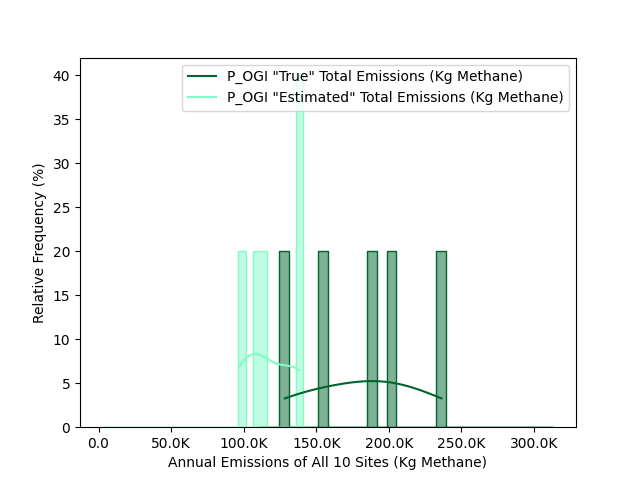 P_OGI "True" Total Emissions (Kg Methane)
P_OGI "Estimated" Total Emissions (Kg Methane)
40
35
30
25
20
15
10
5
0
Relative Frequency (%)
0.0 50.0K 100.0K 150.0K 200.0K 250.0K 300.0K
Annual Emissions of All 10 Sites (Kg Methane)